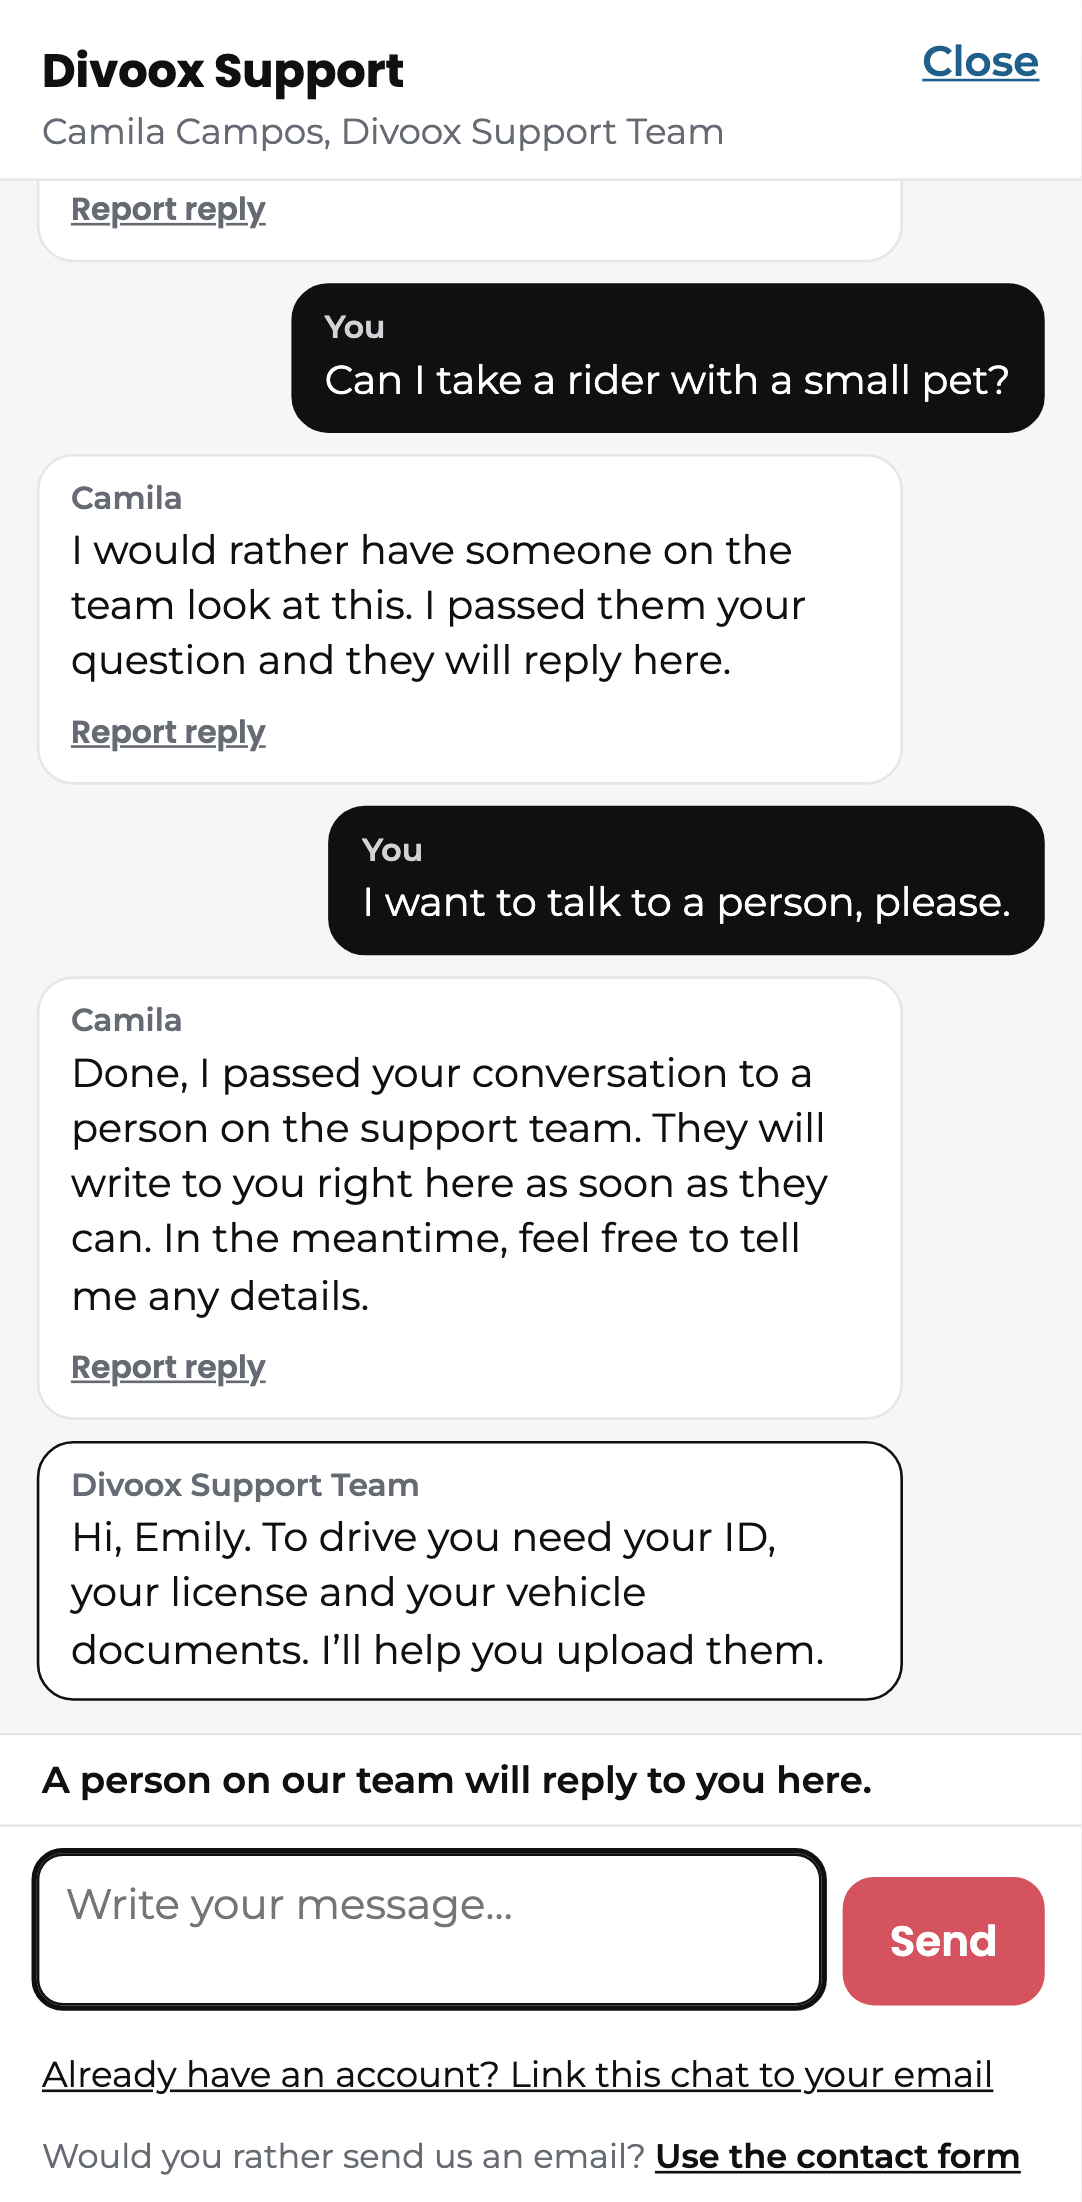 Divoox Support
Close
Camila Campos, Divoox Support Team
Report reply
You
Can I take a rider with a small pet?
Camila
I would rather have someone on the
team look at this. I passed them your
question and they will reply here.
Report reply
You
I want to talk to a person, please.
Camila
Done, I passed your conversation to a
person on the support team. They will
write to you right here as soon as they
can. In the meantime, feel free to tell
me any details.
Report reply
Divoox Support Team
Hi, Emily. To drive you need your ID,
your license and your vehicle
documents. I’ll help you upload them.
A person on our team will reply to you here.
Write your message...
Send
Already have an account? Link this chat to your email
Would you rather send us an email? Use the contact form